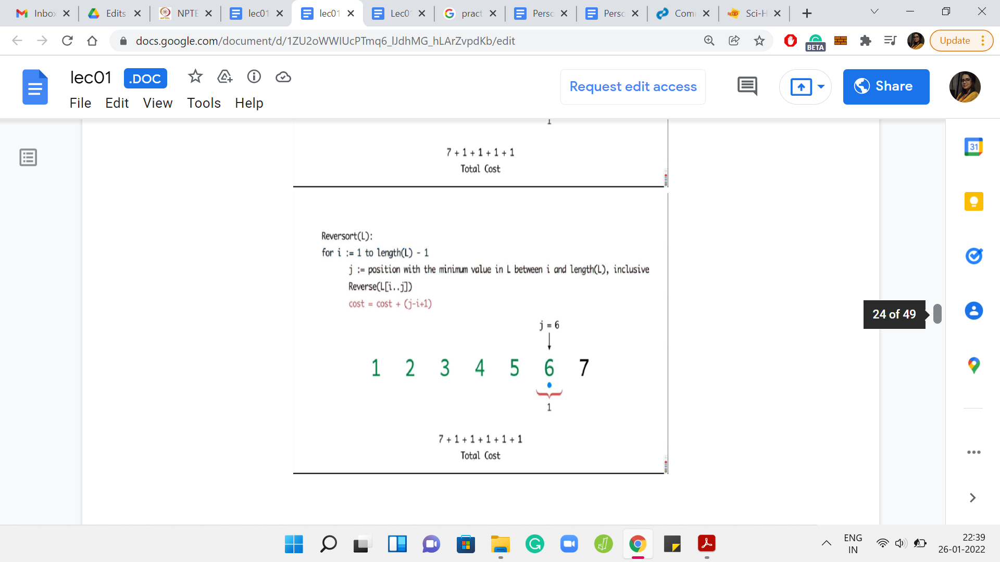 Inbox
Edits
NPTE
lec01
lec01
Lec01
pract
Perso
Perso
Com
Sci-H
docs.google.com/document/d/1ZU2oWWIUcPTmq6_lJdhMG_hLArZvpdKb/edit
BETA
Update
lec01
.DOC
Request edit access
Share
File Edit View Tools Help
31
1
7 + 1 + 1 + 1 + 1
Total Cost
Reversort(L):
for i := 1 to length(L) - 1
j := position with the minimum value in L between i and length(L), inclusive
Reverse(L[i..j])
cost = cost + (j-i+1)
j = 6
1 2 3 4 5 6 7
1
7 + 1 + 1 + 1 + 1 + 1
Total Cost
24 of 49
ENG
IN
22:39
26-01-2022